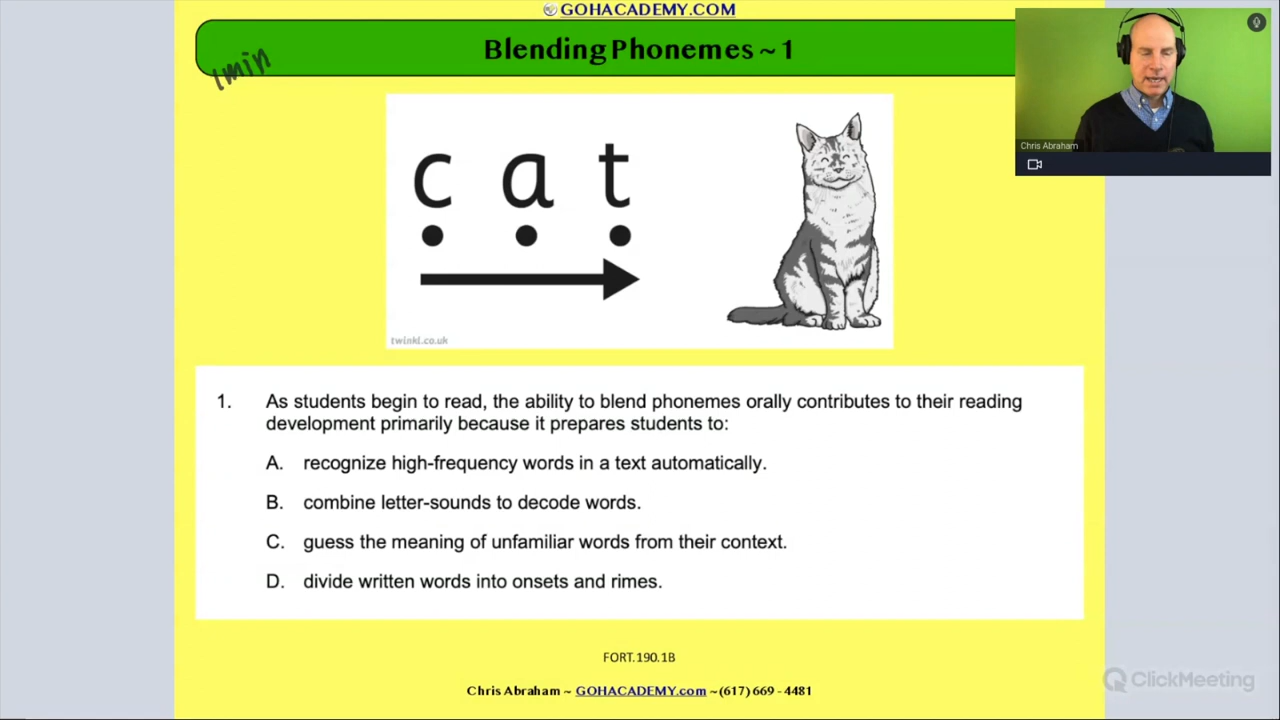 GOHACADEMY.COM
Blending Phonemes ~ 1
1min
c a t
twinkl.co.uk
Chris Abraham
1. As students begin to read, the ability to blend phonemes orally contributes to their reading
development primarily because it prepares students to:
A. recognize high-frequency words in a text automatically.
B. combine letter-sounds to decode words.
C. guess the meaning of unfamiliar words from their context.
D. divide written words into onsets and rimes.
FORT.190.1B
Chris Abraham ~ GOHACADEMY.com ~(617) 669 - 4481
ClickMeeting